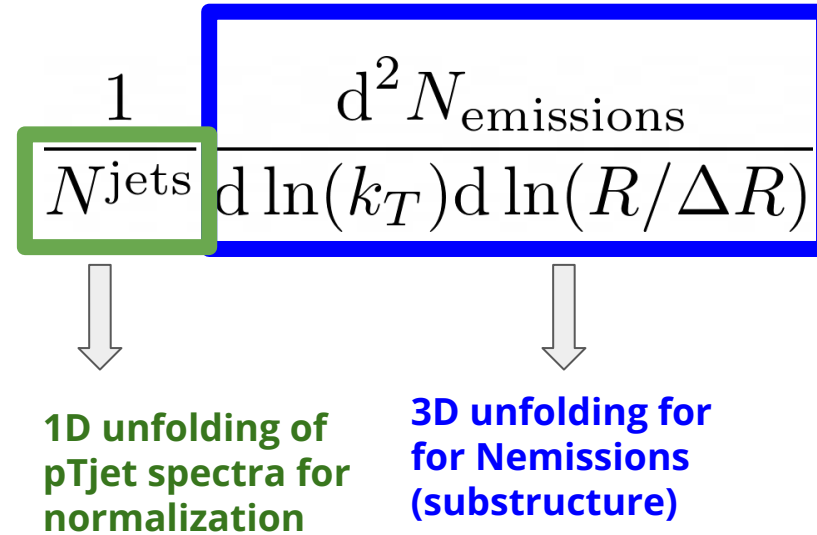 1 d²N_emissions
N^jets d ln(k_T)d ln(R/ΔR)
1D unfolding of
pTjet spectra for
normalization
3D unfolding for
for Nemissions
(substructure)